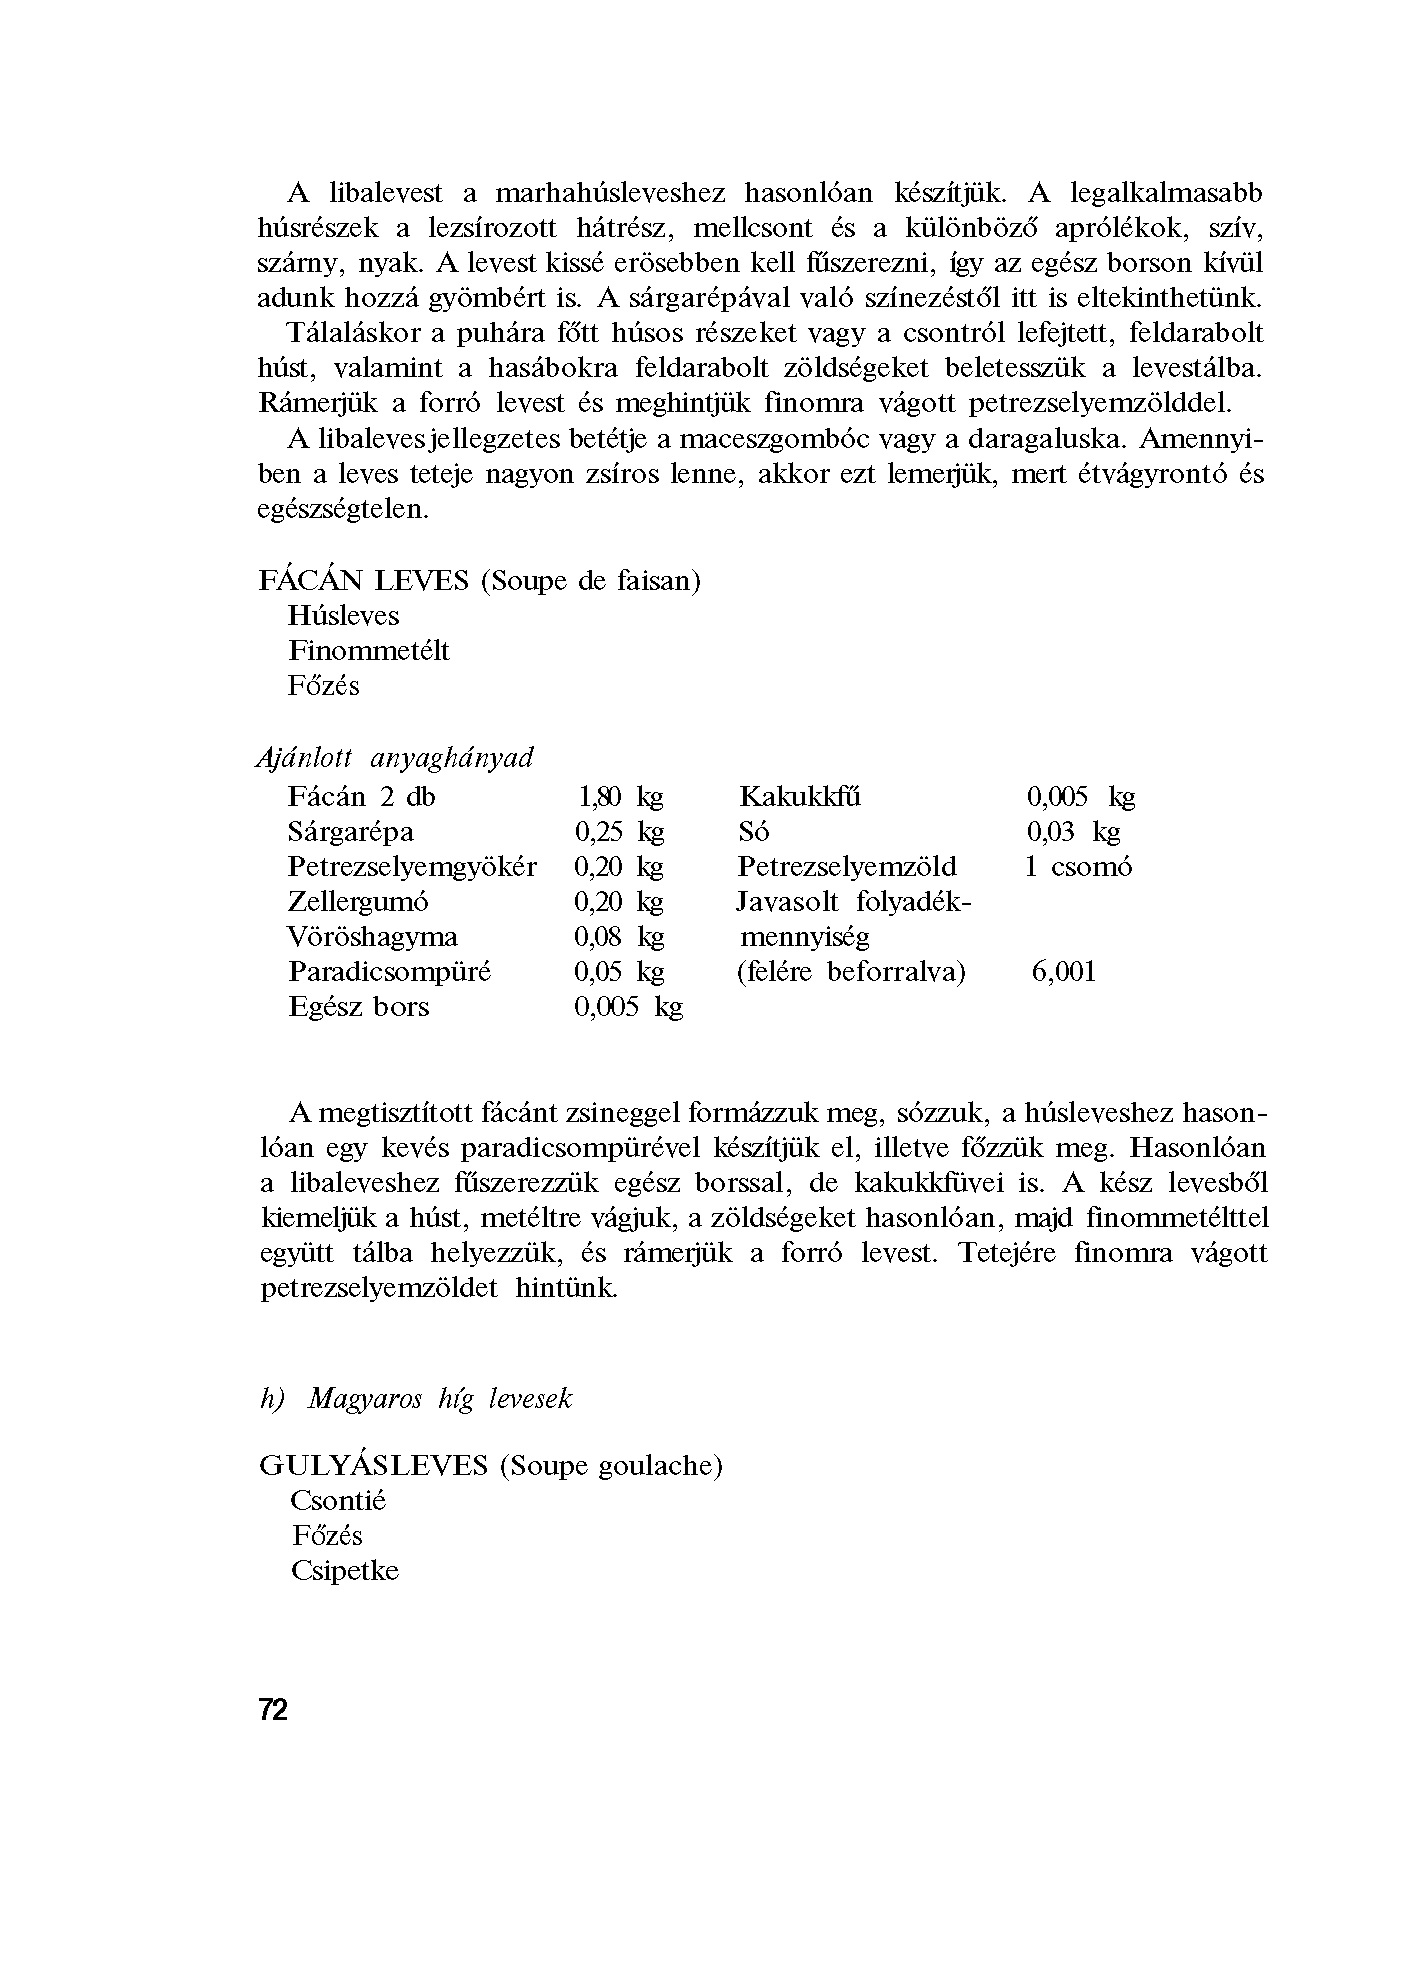 A libalevest a marhahúsleveshez hasonlóan készítjük. A legalkalmasabb
húsrészek a lezsírozott hátrész, mellcsont és a különböző aprólékok, szív,
szárny, nyak. A levest kissé erösebben kell fűszerezni, így az egész borson kívül
adunk hozzá gyömbért is. A sárgarépával való színezéstől itt is eltekinthetünk.
Tálaláskor a puhára főtt húsos részeket vagy a csontról lefejtett, feldarabolt
húst, valamint a hasábokra feldarabolt zöldségeket beletesszük a levestálba.
Rámerjük a forró levest és meghintjük finomra vágott petrezselyemzölddel.
A libaleves jellegzetes betétje a maceszgombóc vagy a daragaluska. Amennyi-
ben a leves teteje nagyon zsíros lenne, akkor ezt lemerjük, mert étvágyrontó és
egészségtelen.
FÁCÁN LEVES (Soupe de faisan)
Húsleves
Finommetélt
Főzés
Ajánlott anyaghányad
Fácán 2 db 1,80 kg Kakukkfű 0,005 kg
Sárgarépa 0,25 kg Só 0,03 kg
Petrezselyemgyökér 0,20 kg Petrezselyemzöld 1 csomó
Zellergumó 0,20 kg Javasolt folyadék-
Vöröshagyma 0,08 kg mennyiség
Paradicsompüré 0,05 kg (felére beforralva) 6,001
Egész bors 0,005 kg
A megtisztított fácánt zsineggel formázzuk meg, sózzuk, a húsleveshez hason-
lóan egy kevés paradicsompürével készítjük el, illetve főzzük meg. Hasonlóan
a libaleveshez fűszerezzük egész borssal, de kakukkfüvei is. A kész levesből
kiemeljük a húst, metéltre vágjuk, a zöldségeket hasonlóan, majd finommetélttel
együtt tálba helyezzük, és rámerjük a forró levest. Tetejére finomra vágott
petrezselyemzöldet hintünk.
h) Magyaros híg levesek
GULYÁSLEVES (Soupe goulache)
Csontié
Főzés
Csipetke
72